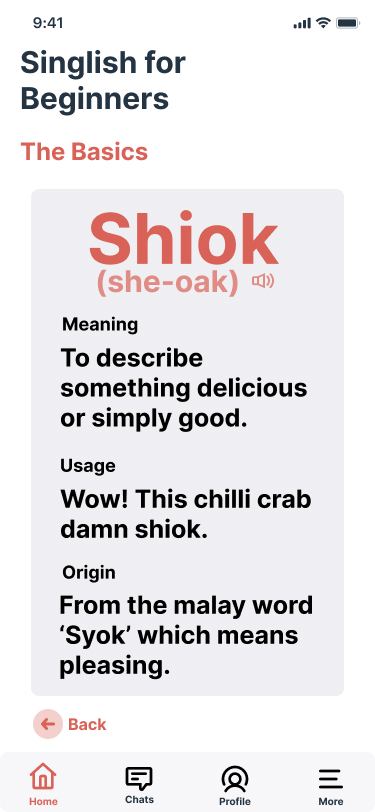 9:41
Singlish for
Beginners
The Basics
Shiok
(she-oak)
Meaning
To describe
something delicious
or simply good.
Usage
Wow! This chilli crab
damn shiok.
Origin
From the malay word
‘Syok’ which means
pleasing.
Back
Home
Chats
Profile
More